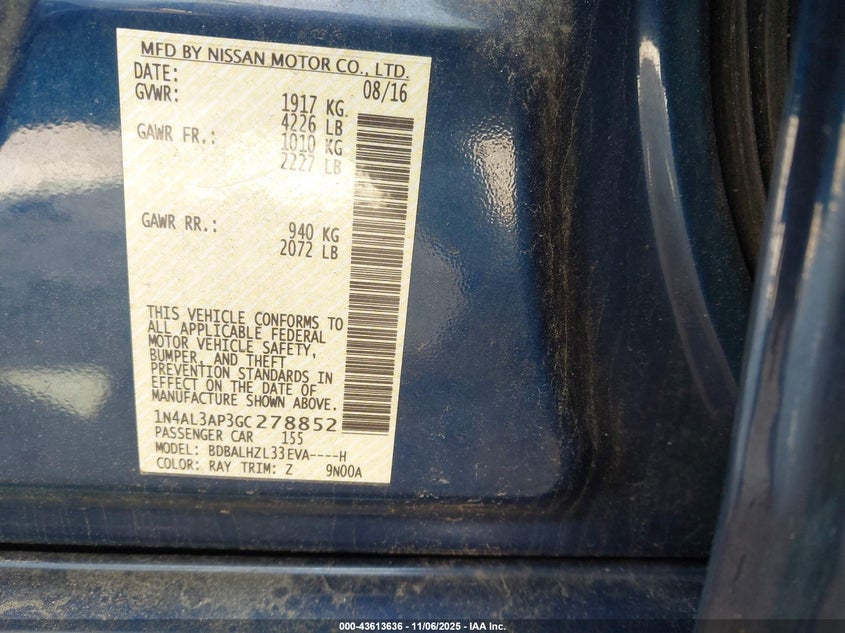 MFD BY NISSAN MOTOR CO., LTD.
DATE: 08/16
GVWR: 1917 KG.
4226 LB
GAWR FR.: 1010 KG
2227 LB
GAWR RR.: 940 KG
2072 LB
THIS VEHICLE CONFORMS TO
ALL APPLICABLE FEDERAL
MOTOR VEHICLE SAFETY,
BUMPER, AND THEFT
PREVENTION STANDARDS IN
EFFECT ON THE DATE OF
MANUFACTURE SHOWN ABOVE.
1N4AL3AP3GC278852
PASSENGER CAR 155
MODEL: BDBALHZL33EVA----H
COLOR: RAY TRIM: Z 9N00A
000-43613636 - 11/06/2025 - IAA Inc.